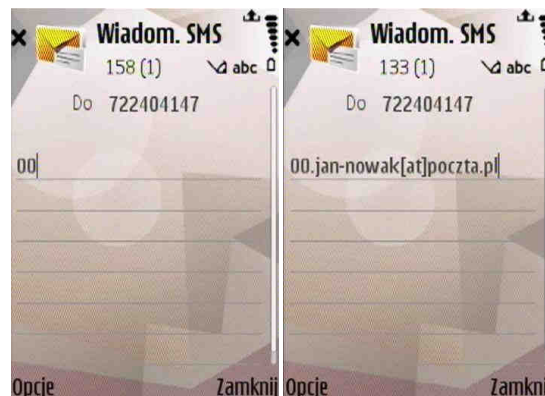 Wiadom. SMS
158 (1)
abc
Do 722404147
00
Opcje Zamknij
Wiadom. SMS
133 (1)
abc
Do 722404147
00.jan-nowak[at]poczta.pl
Opcje Zamkni